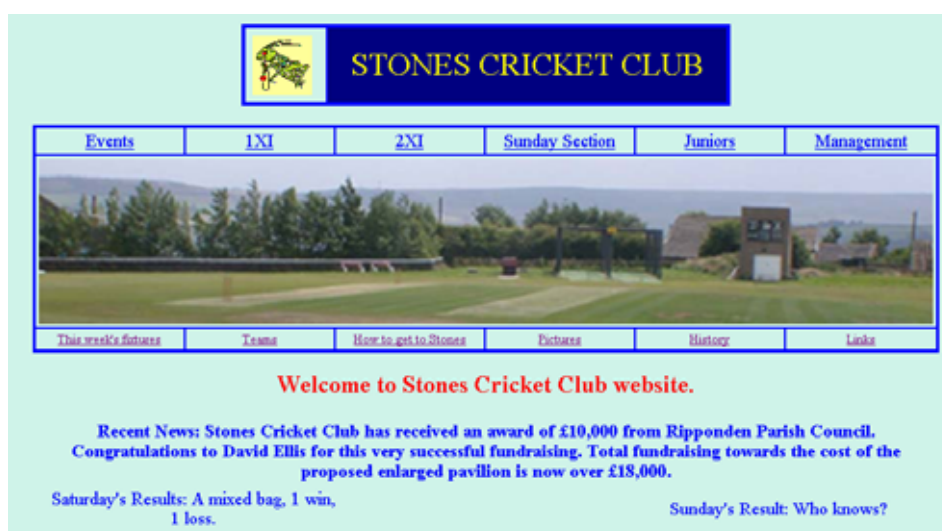 STONES CRICKET CLUB
Events 1XI 2XI Sunday Section Juniors Management
This week's fixtures Teams How to get to Stones Pictures History Links
Welcome to Stones Cricket Club website.
Recent News: Stones Cricket Club has received an award of £10,000 from Ripponden Parish Council.
Congratulations to David Ellis for this very successful fundraising. Total fundraising towards the cost of the
proposed enlarged pavilion is now over £18,000.
Saturday's Results: A mixed bag, 1 win,
1 loss.
Sunday's Result: Who knows?